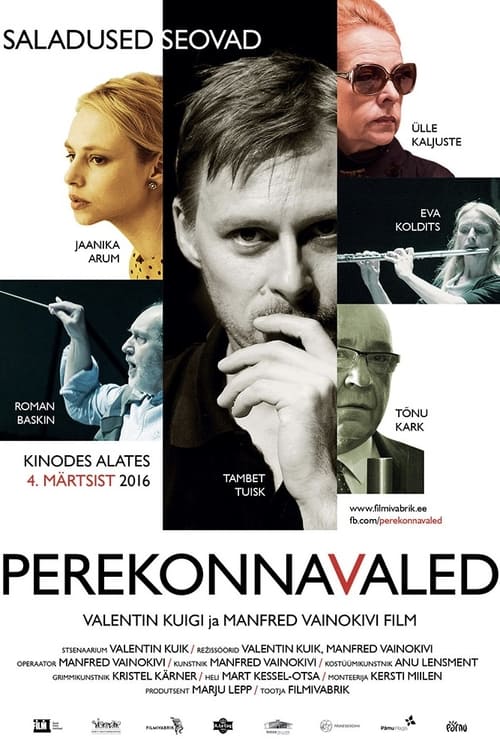 SALADUSED SEOVAD
ÜLLE
KALJUSTE
JAANIKA
ARUM
EVA
KOLDITS
ROMAN
BASKIN
TÕNU
KARK
KINODES ALATES
4. MÄRTSIST 2016
TAMBET
TUISK
www.filmivabrik.ee
fb.com/perekonnavaled
PEREKONNAVALED
VALENTIN KUIGI ja MANFRED VAINOKIVI FILM
STSENAARIUM VALENTIN KUIK / REŽISSÖÖRID VALENTIN KUIK, MANFRED VAINOKIVI
OPERAATOR MANFRED VAINOKIVI / KUNSTNIK MANFRED VAINOKIVI / KOSTÜÜMIKUNSTNIK ANU LENSMENT
GRIMMIKUNSTNIK KRISTEL KÄRNER / HELI MART KESSEL-OTSA / MONTEERIJA KERSTI MIILEN
PRODUTSENT MARJU LEPP / TOOTJA FILMIVABRIK
FILMIVABRIK